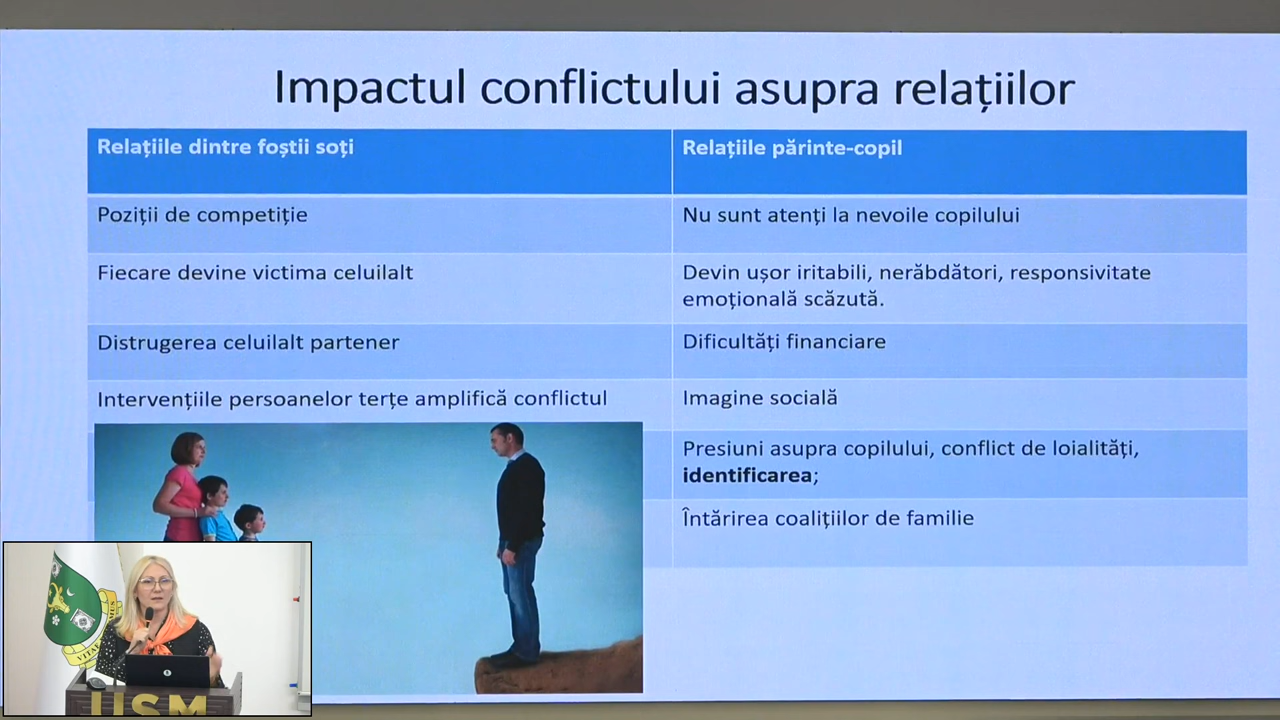 Impactul conflictului asupra relațiilor
Relațiile dintre foștii soți
Relațiile părinte-copil
Poziții de competiție
Nu sunt atenți la nevoile copilului
Fiecare devine victima celuilalt
Devin ușor iritabili, nerăbdători, responsivitate
emoțională scăzută.
Distrugerea celuilalt partener
Dificultăți financiare
Intervențiile persoanelor terțe amplifică conflictul
Imagine socială
Presiuni asupra copilului, conflict de loialități,
identificarea;
Întărirea coalițiilor de familie
USM